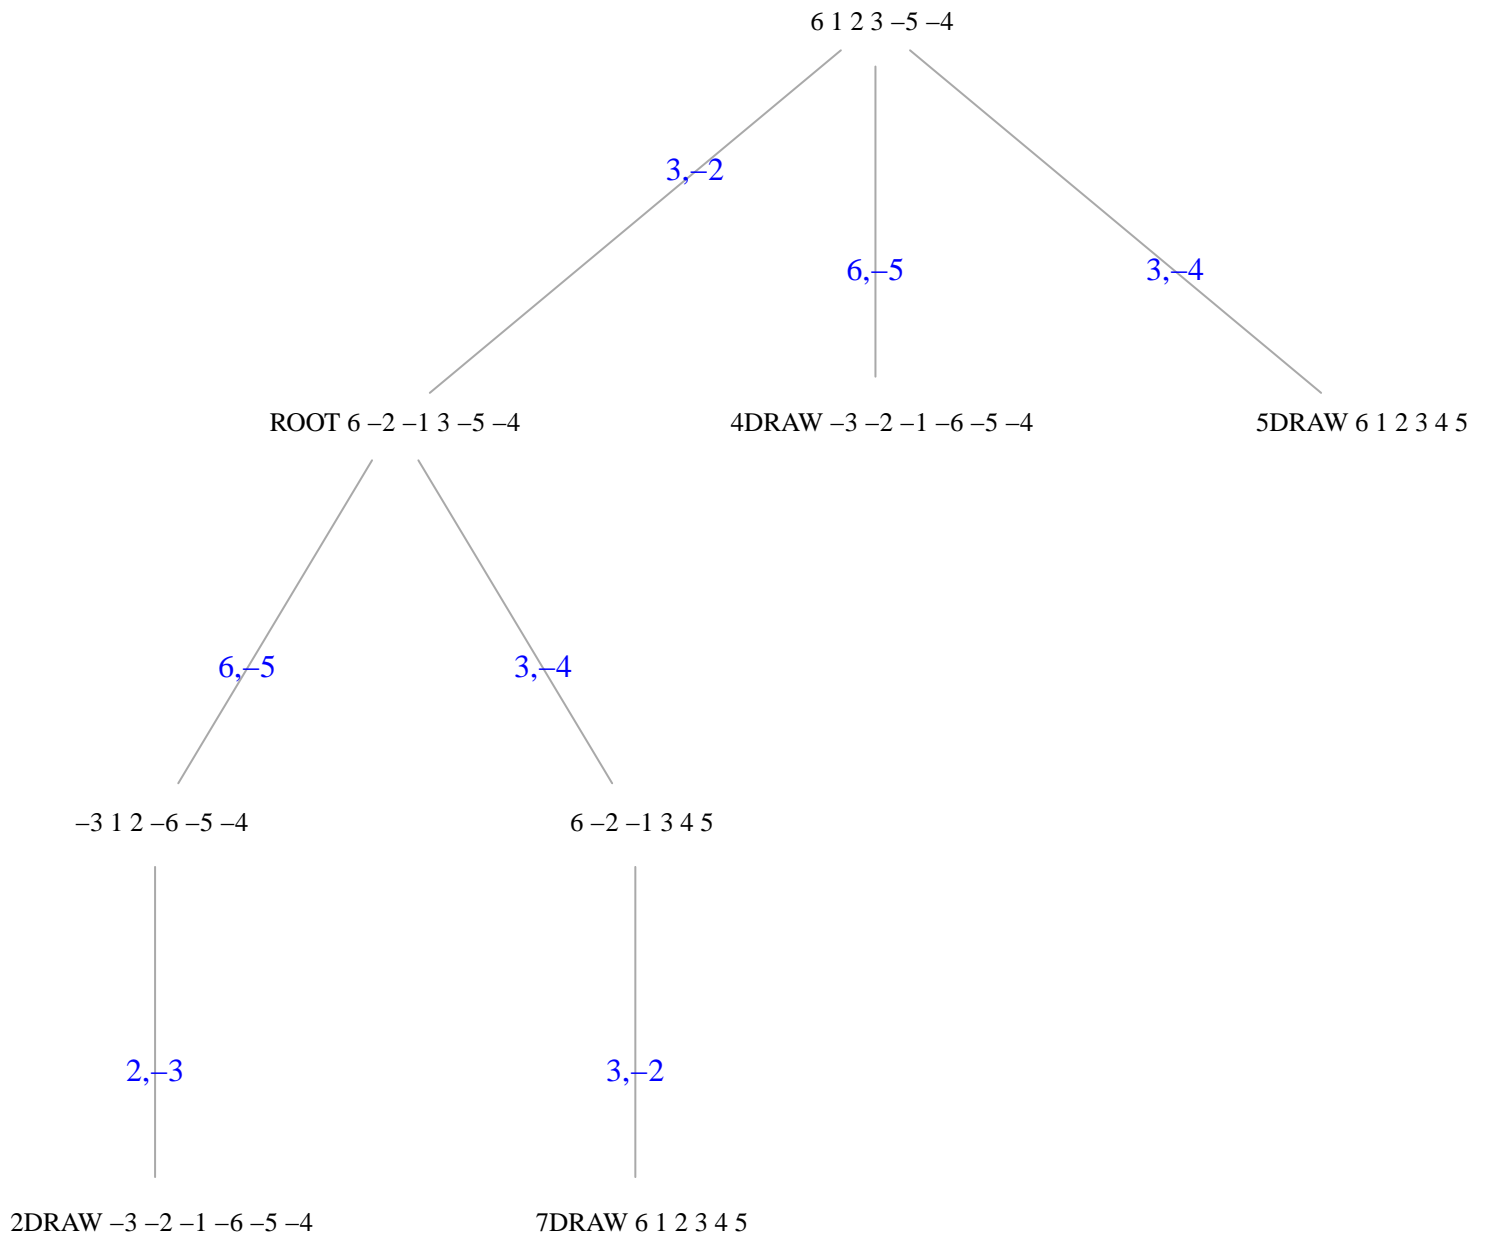 6 1 2 3 –5 –4
3,–2
6,–5
3,–4
ROOT 6 –2 –1 3 –5 –4
4DRAW –3 –2 –1 –6 –5 –4
5DRAW 6 1 2 3 4 5
6,–5
3,–4
–3 1 2 –6 –5 –4
6 –2 –1 3 4 5
2,–3
3,–2
2DRAW –3 –2 –1 –6 –5 –4
7DRAW 6 1 2 3 4 5